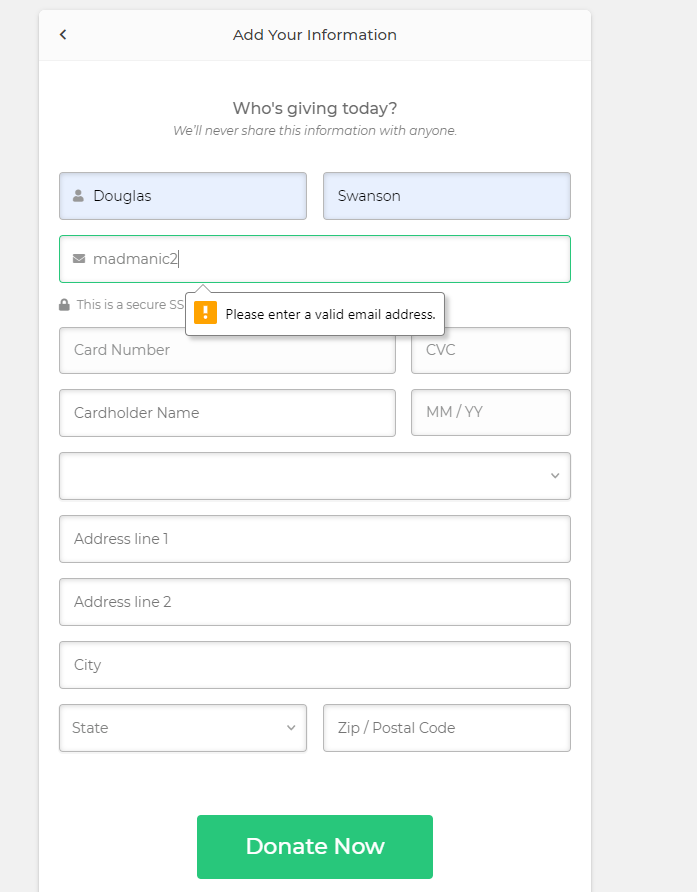 Add Your Information
Who's giving today?
We'll never share this information with anyone.
Douglas
Swanson
madmanic2
This is a secure SS
Please enter a valid email address.
Card Number
CVC
Cardholder Name
MM / YY
Address line 1
Address line 2
City
State
Zip / Postal Code
Donate Now